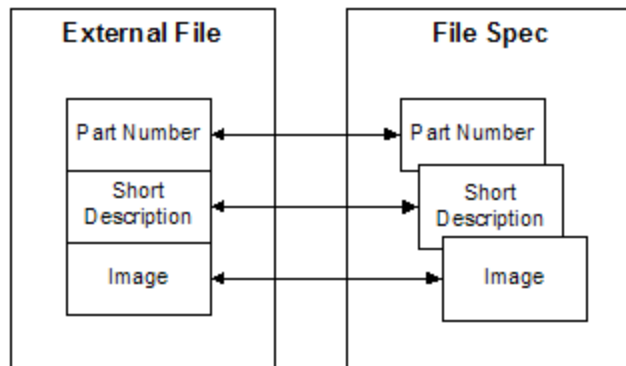 External File
File Spec
Part Number
Part Number
Short
Description
Short
Description
Image
Image